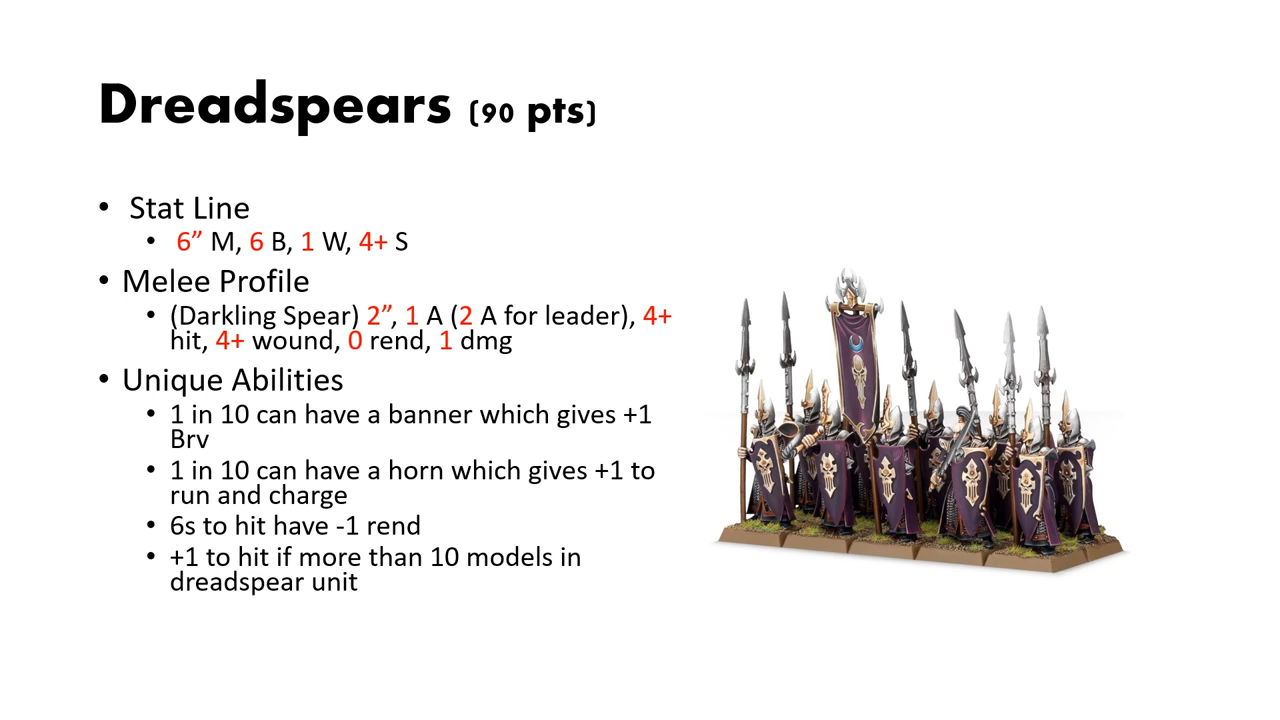 Dreadspears (90 pts)
• Stat Line
• 6” M, 6 B, 1 W, 4+ S
• Melee Profile
• (Darkling Spear) 2”, 1 A (2 A for leader), 4+
hit, 4+ wound, 0 rend, 1 dmg
• Unique Abilities
• 1 in 10 can have a banner which gives +1
Brv
• 1 in 10 can have a horn which gives +1 to
run and charge
• 6s to hit have -1 rend
• +1 to hit if more than 10 models in
dreadspear unit